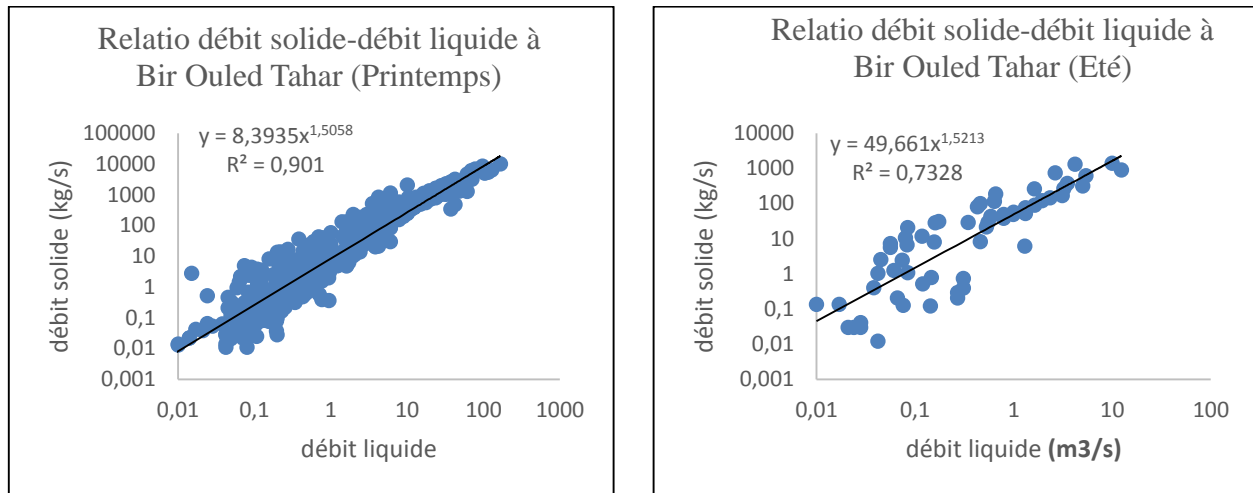 Relatio débit solide-débit liquide à
Bir Ouled Tahar (Printemps)
y = 8,3935x^1,5058
R² = 0,901
débit solide (kg/s)
100000
10000
1000
100
10
1
0,1
0,01
0,001
0,01 0,1 1 10 100 1000
débit liquide
Relatio débit solide-débit liquide à
Bir Ouled Tahar (Eté)
y = 49,661x^1,5213
R² = 0,7328
débit solide (kg/s)
10000
1000
100
10
1
0,1
0,01
0,001
0,01 0,1 1 10 100
débit liquide (m3/s)